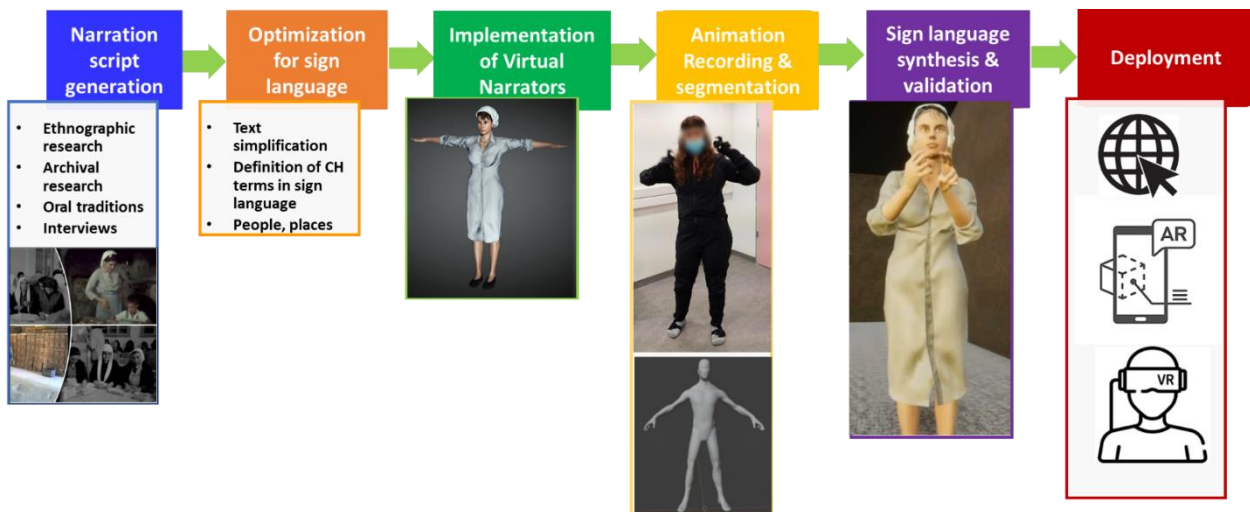 Narration
script
generation
Optimization
for sign
language
Implementation
of Virtual
Narrators
Animation
Recording &
segmentation
Sign language
synthesis &
validation
Deployment
• Ethnographic
research
• Archival
research
• Oral traditions
• Interviews
• Text
simplification
• Definition of CH
terms in sign
language
• People, places
AR
VR